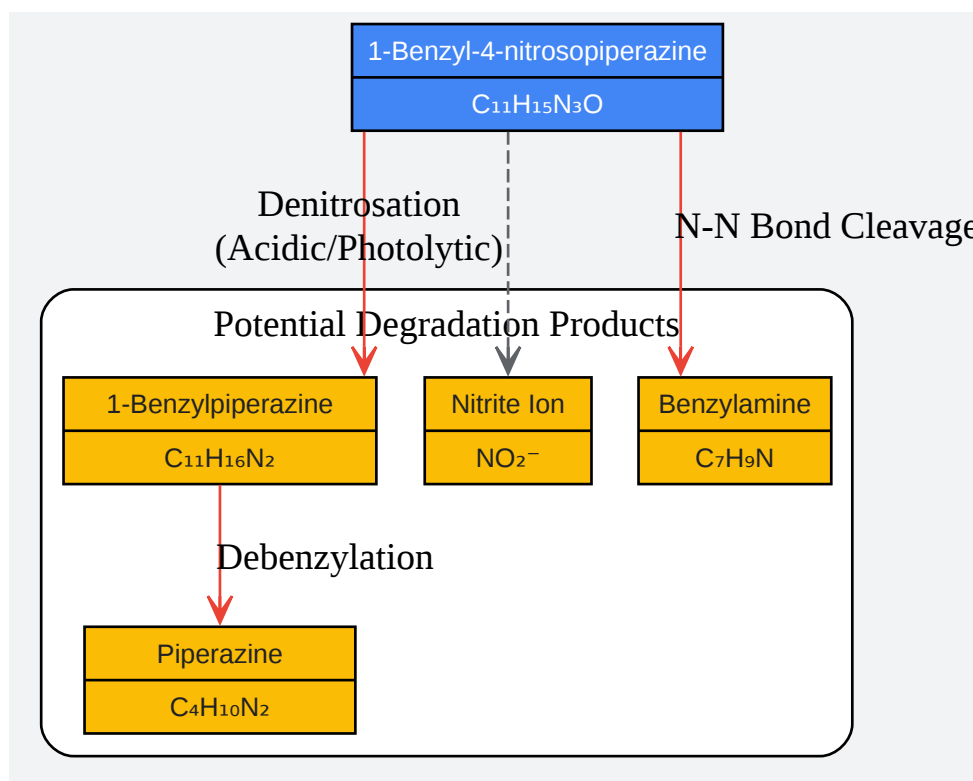 1-Benzyl-4-nitrosopiperazine
C₁₁H₁₅N₃O
Denitrosation
(Acidic/Photolytic)
N-N Bond Cleavage
Potential Degradation Products
1-Benzylpiperazine
C₁₁H₁₆N₂
Nitrite Ion
NO₂⁻
Benzylamine
C₇H₉N
Debenzylation
Piperazine
C₄H₁₀N₂